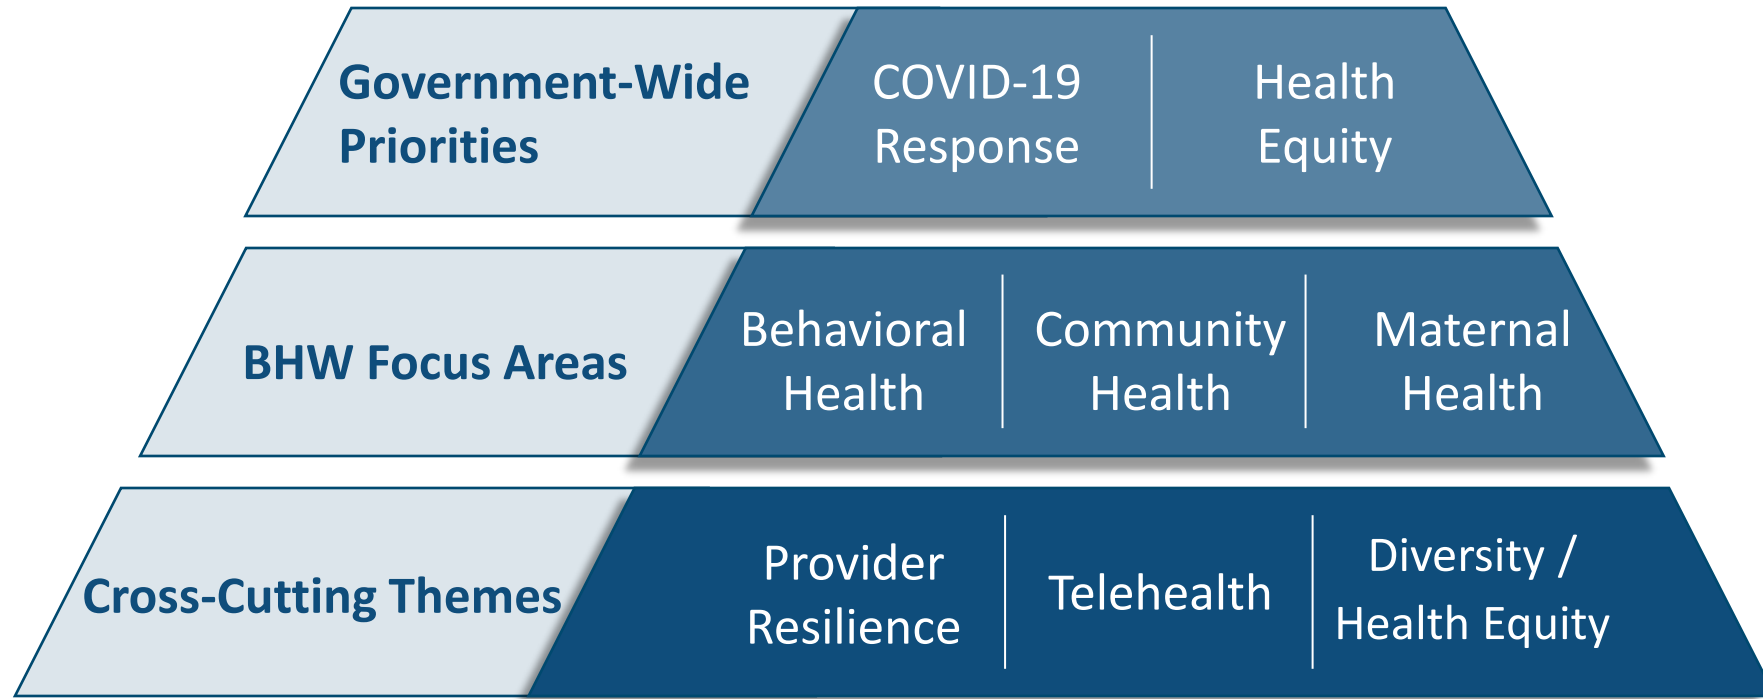 Government-Wide
Priorities
COVID-19
Response
Health
Equity
BHW Focus Areas
Behavioral
Health
Community
Health
Maternal
Health
Cross-Cutting Themes
Provider
Resilience
Telehealth
Diversity /
Health Equity